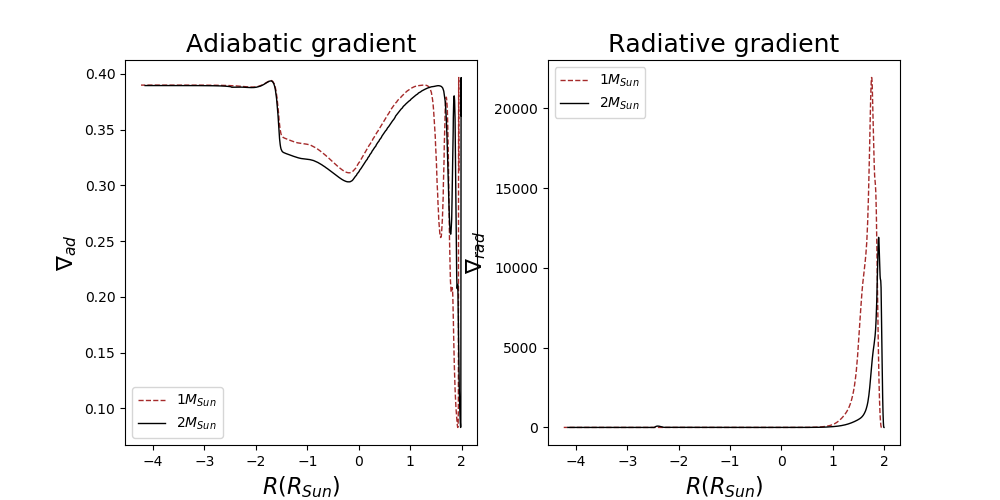 Adiabatic gradient
0.40
0.35
0.30
0.25
0.20
0.15
0.10
∇ad
1MSun
2MSun
−4 −3 −2 −1 0 1 2
R(RSun)
Radiative gradient
1MSun
2MSun
20000
15000
10000
5000
0
∇rad
−4 −3 −2 −1 0 1 2
R(RSun)